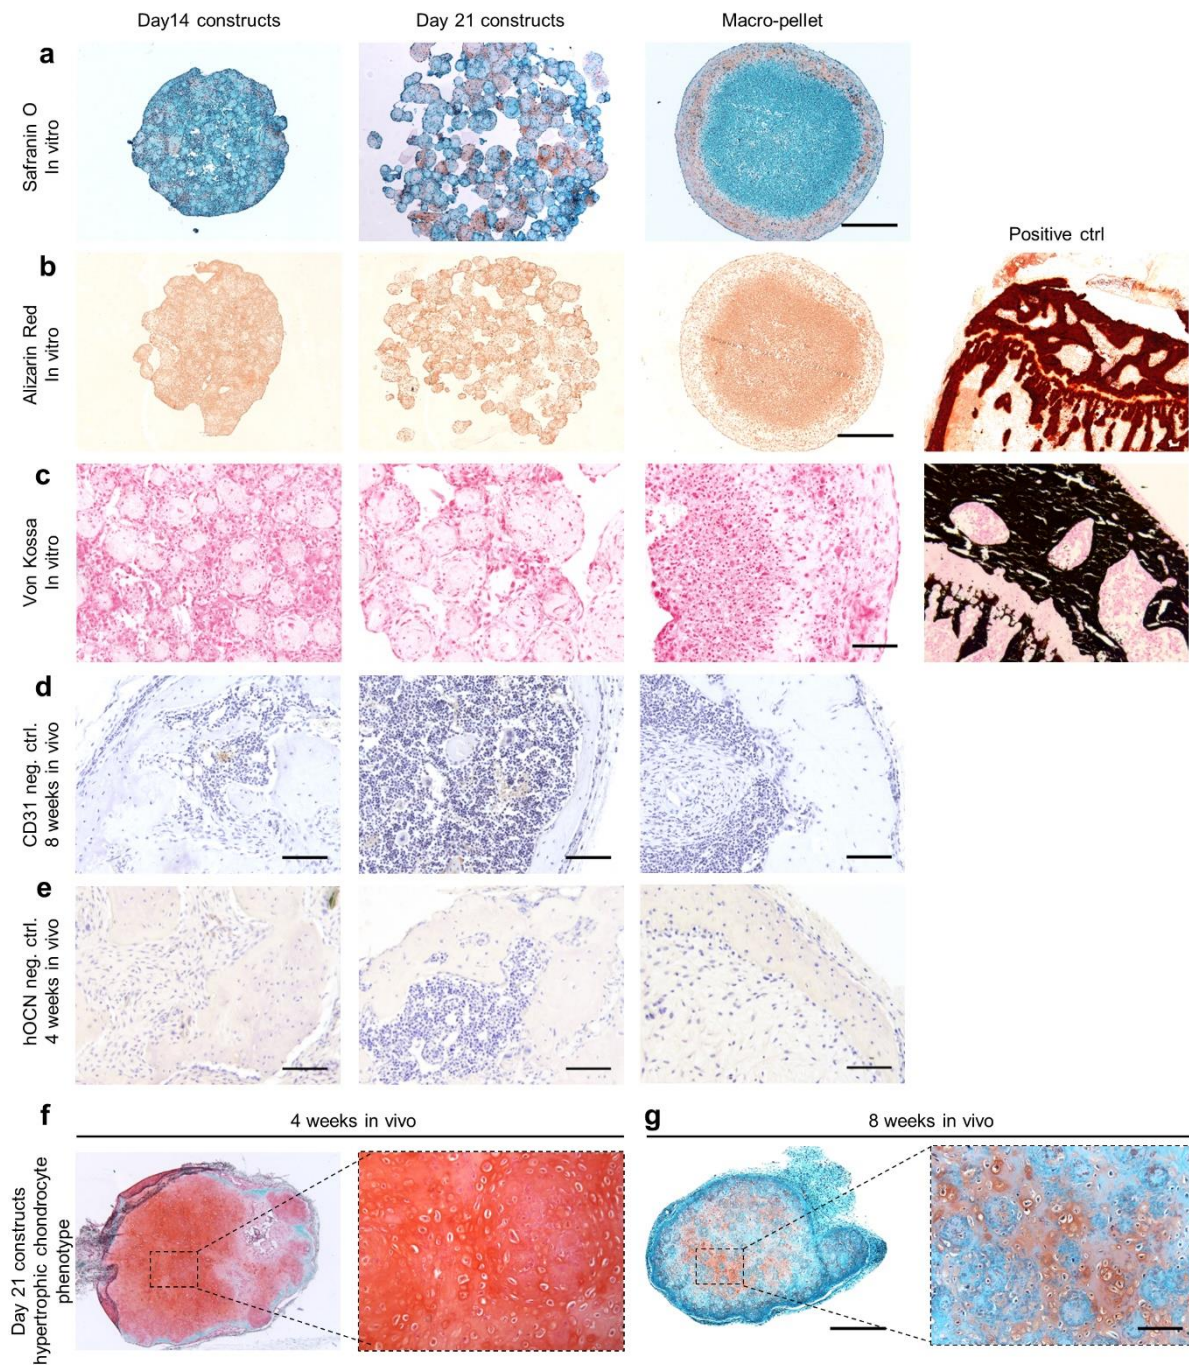 Day14 constructs
Day 21 constructs
Macro-pellet
a
Safranin O
In vitro
Positive ctrl
b
Alizarin Red
In vitro
c
Von Kossa
In vitro
d
CD31 neg. ctrl.
8 weeks in vivo
e
hOCN neg. ctrl.
4 weeks in vivo
f
4 weeks in vivo
g
8 weeks in vivo
Day 21 constructs
hypertrophic chondrocyte
phenotype